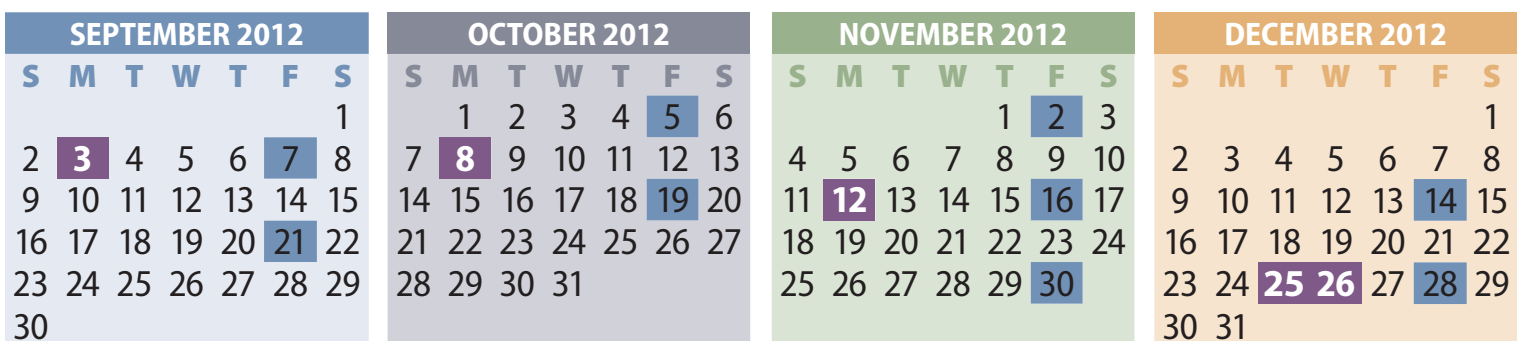 SEPTEMBER 2012
S M T W T F S
1
2 3 4 5 6 7 8
9 10 11 12 13 14 15
16 17 18 19 20 21 22
23 24 25 26 27 28 29
30
OCTOBER 2012
S M T W T F S
1 2 3 4 5 6
7 8 9 10 11 12 13
14 15 16 17 18 19 20
21 22 23 24 25 26 27
28 29 30 31
NOVEMBER 2012
S M T W T F S
1 2 3
4 5 6 7 8 9 10
11 12 13 14 15 16 17
18 19 20 21 22 23 24
25 26 27 28 29 30
DECEMBER 2012
S M T W T F S
1
2 3 4 5 6 7 8
9 10 11 12 13 14 15
16 17 18 19 20 21 22
23 24 25 26 27 28 29
30 31